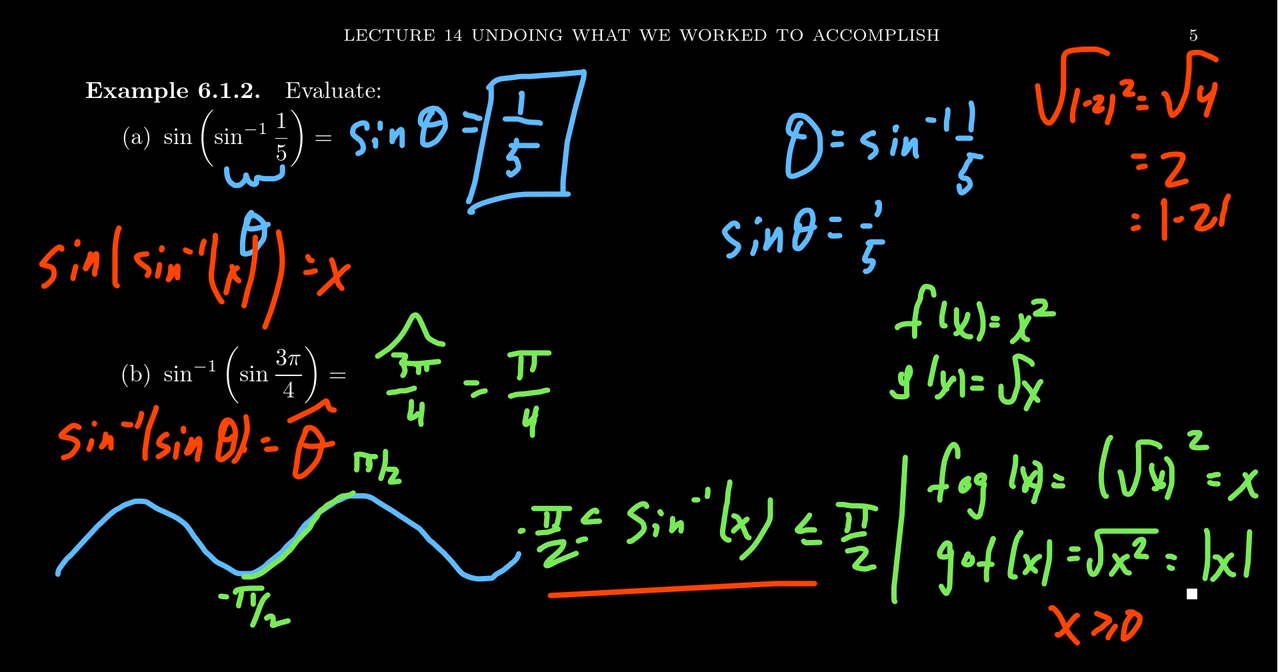 LECTURE 14 UNDOING WHAT WE WORKED TO ACCOMPLISH 5
Example 6.1.2. Evaluate:
(a) sin (sin⁻¹ 1/5) = sin θ = 1/5
θ
θ = sin⁻¹ 1/5
sin θ = 1/5
√(-2)² = √4
= 2
= |-2|
sin(sin⁻¹(x)) = x
f(x) = x²
g(x) = √x
(b) sin⁻¹ (sin 3π/4) = 3π/4 = π/4
sin⁻¹(sin θ) = θ̂
π/2
-π/2
-π/2 ≤ sin⁻¹(x) ≤ π/2
fog(x) = (√x)² = x
gof(x) = √x² = |x|
x ≥ 0